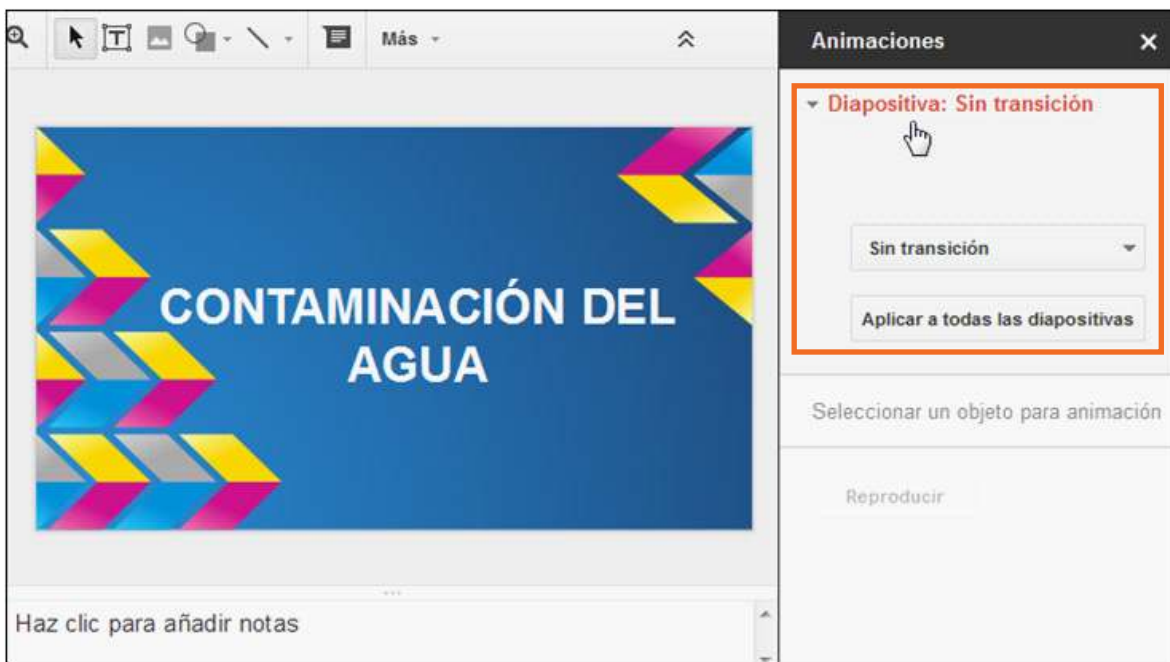 Más
Animaciones
Diapositiva: Sin transición
Sin transición
Aplicar a todas las diapositivas
Seleccionar un objeto para animación
Reproducir
CONTAMINACIÓN DEL
AGUA
Haz clic para añadir notas